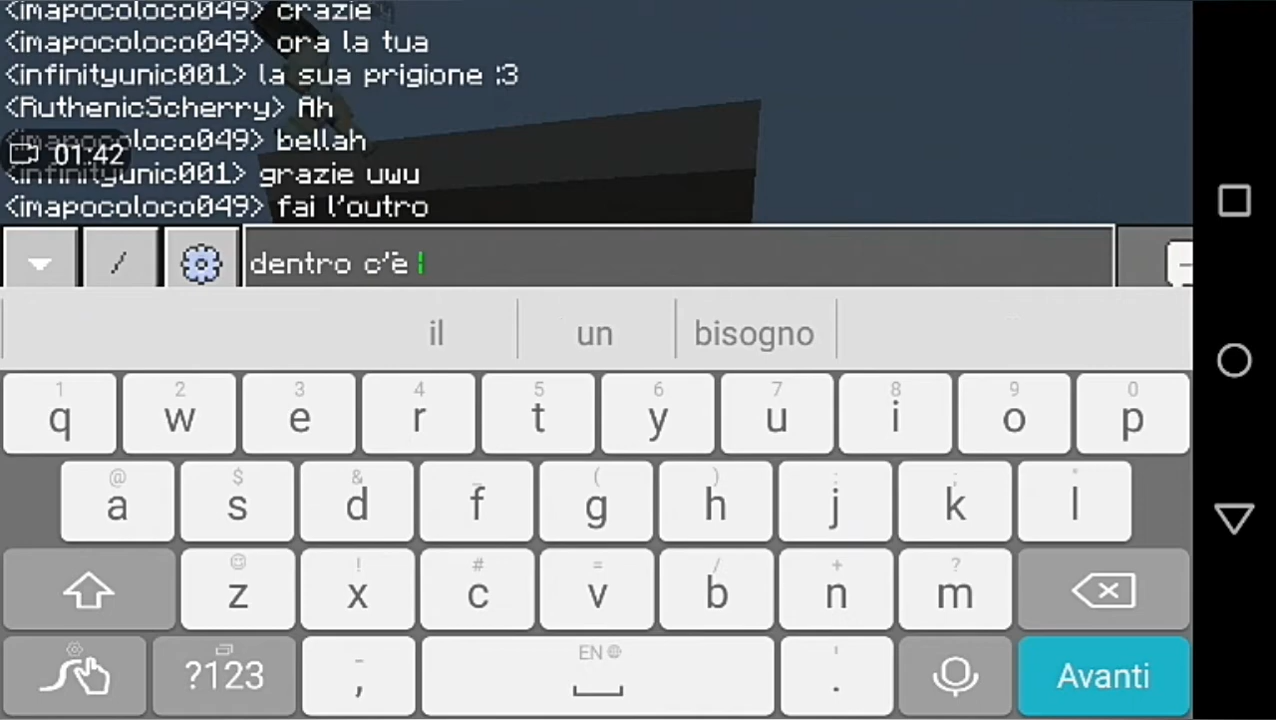 <imapocoloco049> crazie
<imapocoloco049> ora la tua
<infinityunic001> la sua prigione :3
<RuthenicScherry> Ah
<imapocoloco049> bellah
01:42
<infinityunic001> grazie uwu
<imapocoloco049> fai l'outro
/
dentro c'è
il un bisogno
1 2 3 4 5 6 7 8 9 0
q w e r t y u i o p
@ $ & _ ( ) : ; "
a s d f g h j k l
! # = / + ?
z x c v b n m
?123 , EN . Avanti